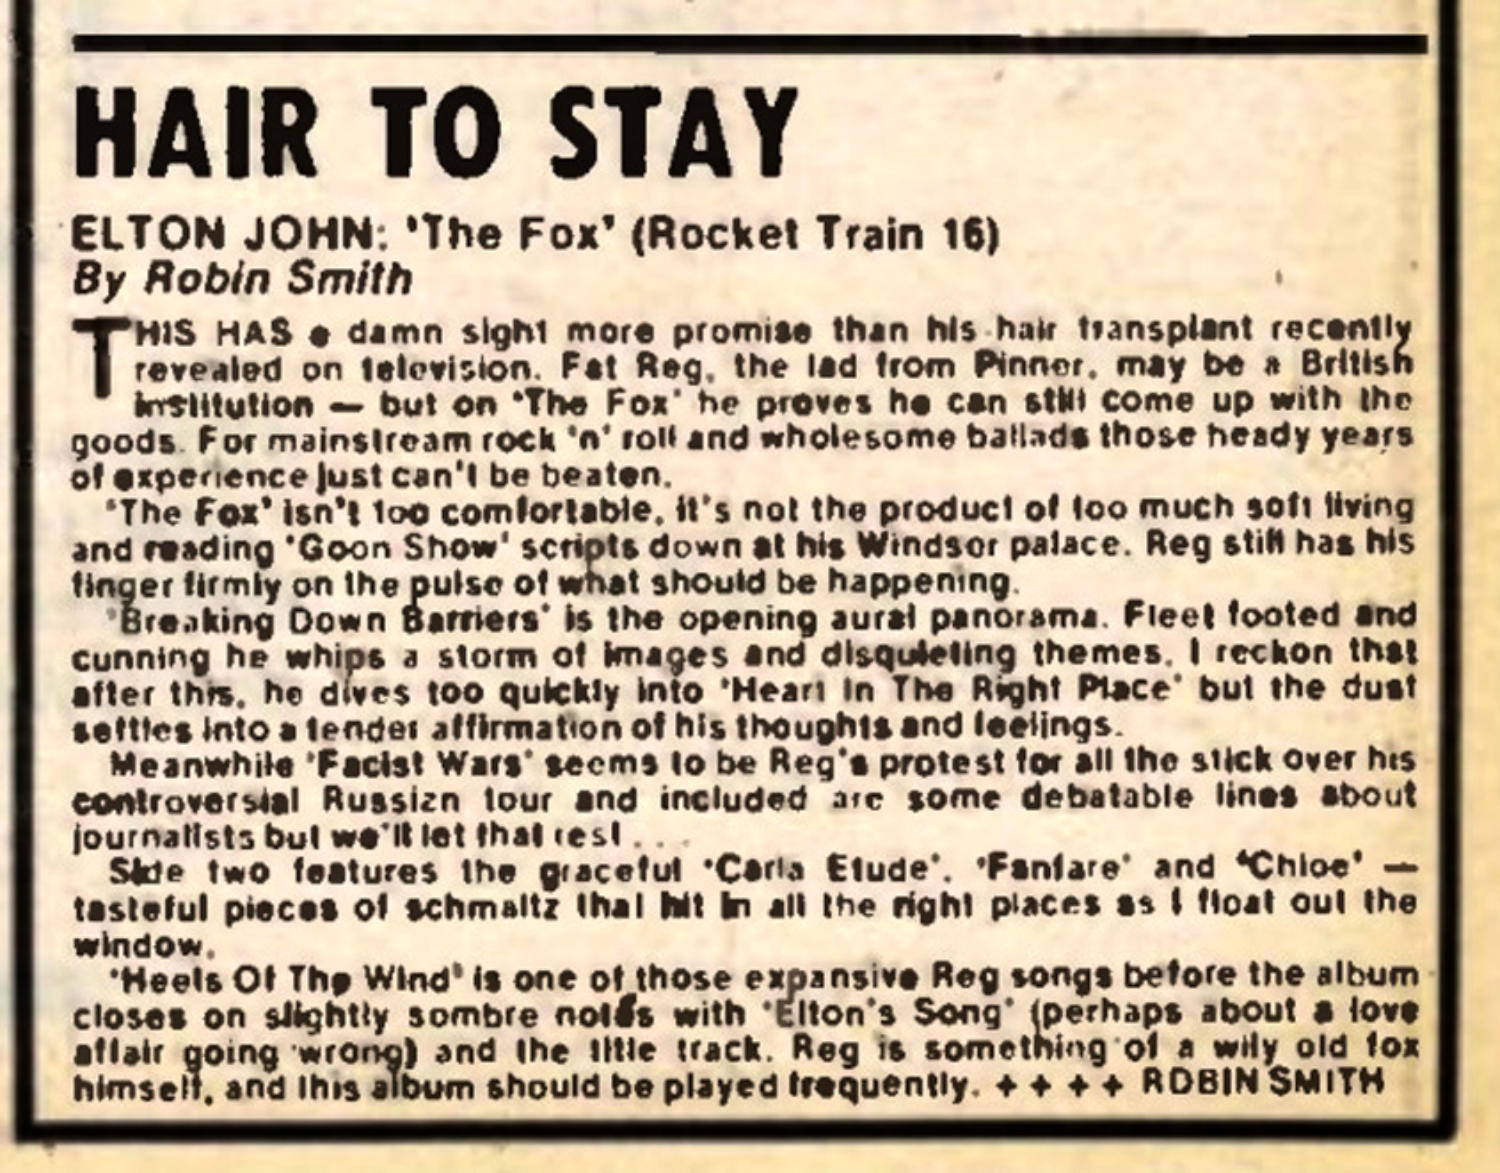 HAIR TO STAY
ELTON JOHN: 'The Fox' (Rocket Train 16)
By Robin Smith
THIS HAS a damn sight more promise than his hair transplant recently
revealed on television. Fat Reg, the lad from Pinner, may be a British
institution — but on 'The Fox' he proves he can still come up with the
goods. For mainstream rock 'n' roll and wholesome ballads those heady years
of experience just can't be beaten.
'The Fox' isn't too comfortable, it's not the product of too much soft living
and reading 'Goon Show' scripts down at his Windsor palace. Reg still has his
finger firmly on the pulse of what should be happening.
'Breaking Down Barriers' is the opening aural panorama. Fleet footed and
cunning he whips a storm of images and disquieting themes. I reckon that
after this, he dives too quickly into 'Heart In The Right Place' but the dust
settles into a tender affirmation of his thoughts and feelings.
Meanwhile 'Facist Wars' seems to be Reg's protest for all the stick over his
controversial Russian tour and included are some debatable lines about
journalists but we'll let that rest . . .
Side two features the graceful 'Carla Etude', 'Fanfare' and 'Chloe' —
tasteful pieces of schmaltz that hit in all the right places as I float out the
window.
'Heels Of The Wind' is one of those expansive Reg songs before the album
closes on slightly sombre notes with 'Elton's Song' (perhaps about a love
affair going wrong) and the title track. Reg is something of a wily old fox
himself, and this album should be played frequently. + + + + ROBIN SMITH